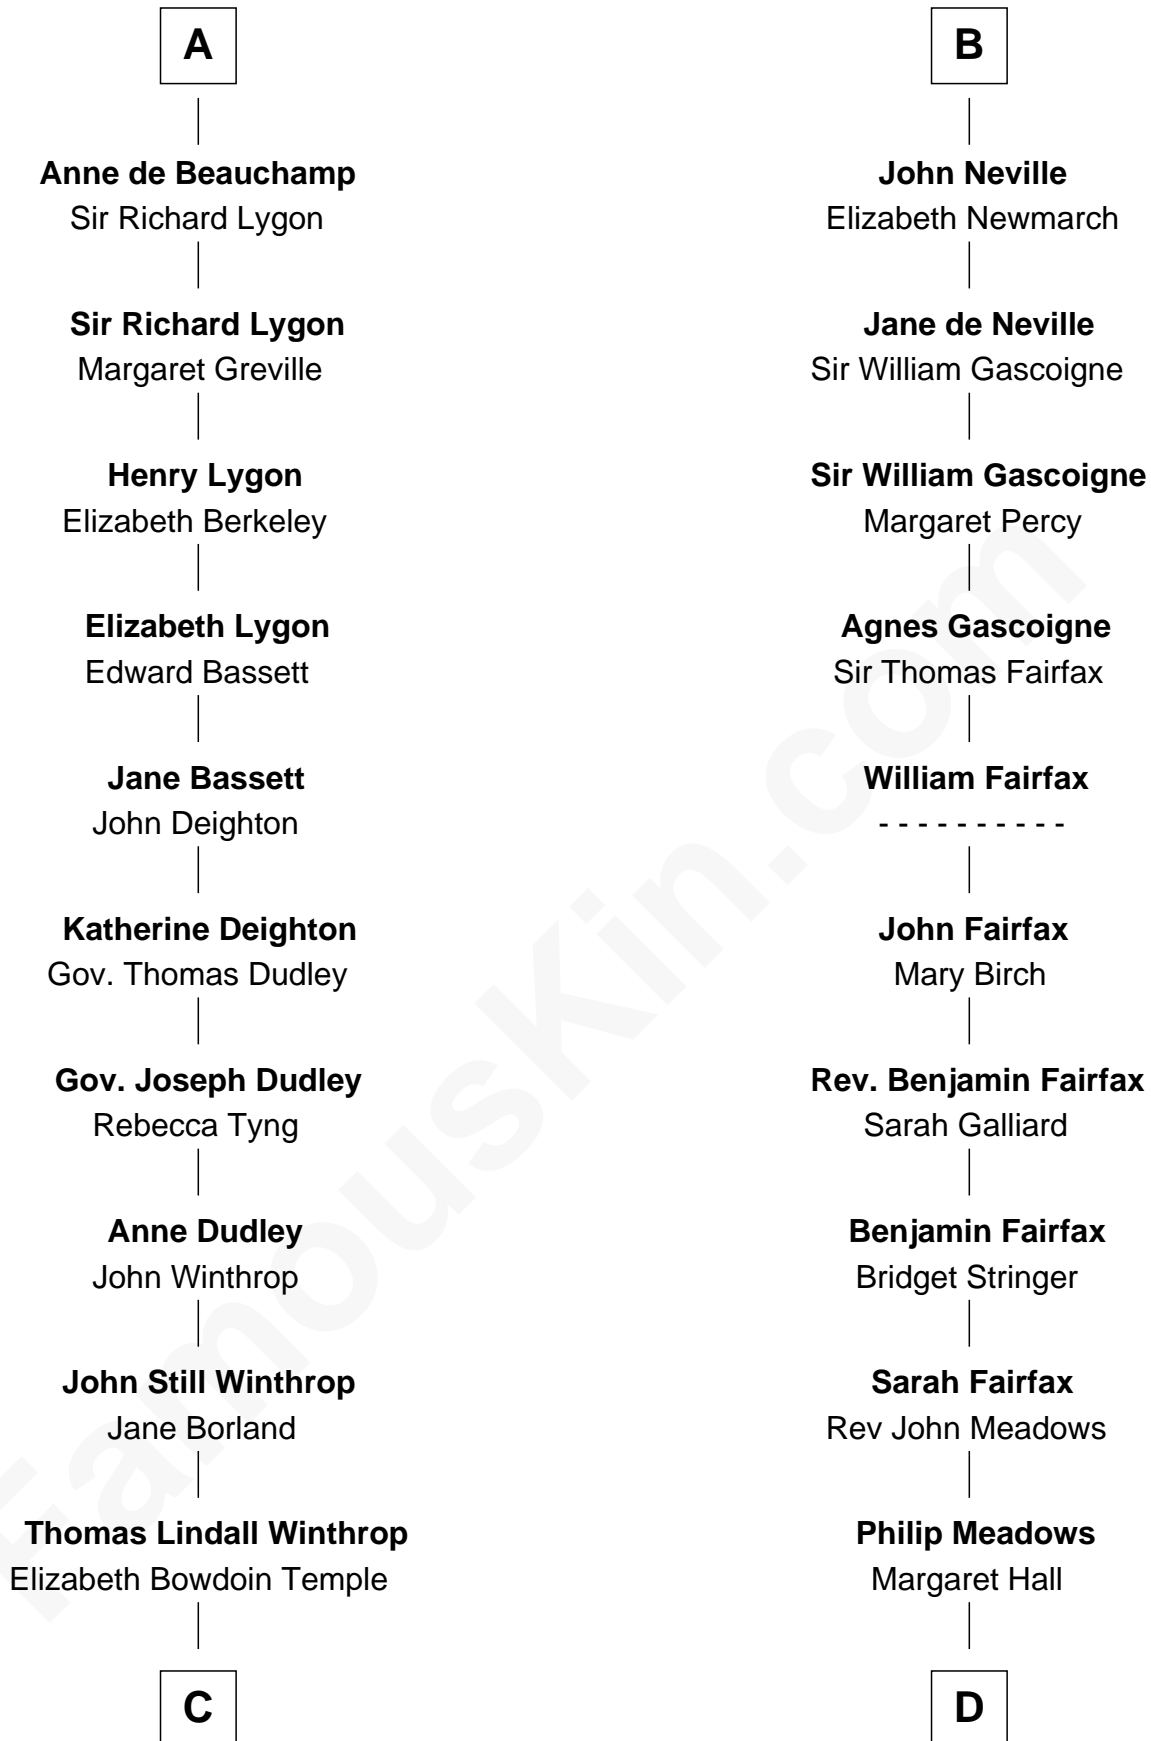 A
Anne de Beauchamp
Sir Richard Lygon
Sir Richard Lygon
Margaret Greville
Henry Lygon
Elizabeth Berkeley
Elizabeth Lygon
Edward Bassett
Jane Bassett
John Deighton
Katherine Deighton
Gov. Thomas Dudley
Gov. Joseph Dudley
Rebecca Tyng
Anne Dudley
John Winthrop
John Still Winthrop
Jane Borland
Thomas Lindall Winthrop
Elizabeth Bowdoin Temple
C
B
John Neville
Elizabeth Newmarch
Jane de Neville
Sir William Gascoigne
Sir William Gascoigne
Margaret Percy
Agnes Gascoigne
Sir Thomas Fairfax
William Fairfax
- - - - - - - - - -
John Fairfax
Mary Birch
Rev. Benjamin Fairfax
Sarah Galliard
Benjamin Fairfax
Bridget Stringer
Sarah Fairfax
Rev John Meadows
Philip Meadows
Margaret Hall
D
FamousKin.com